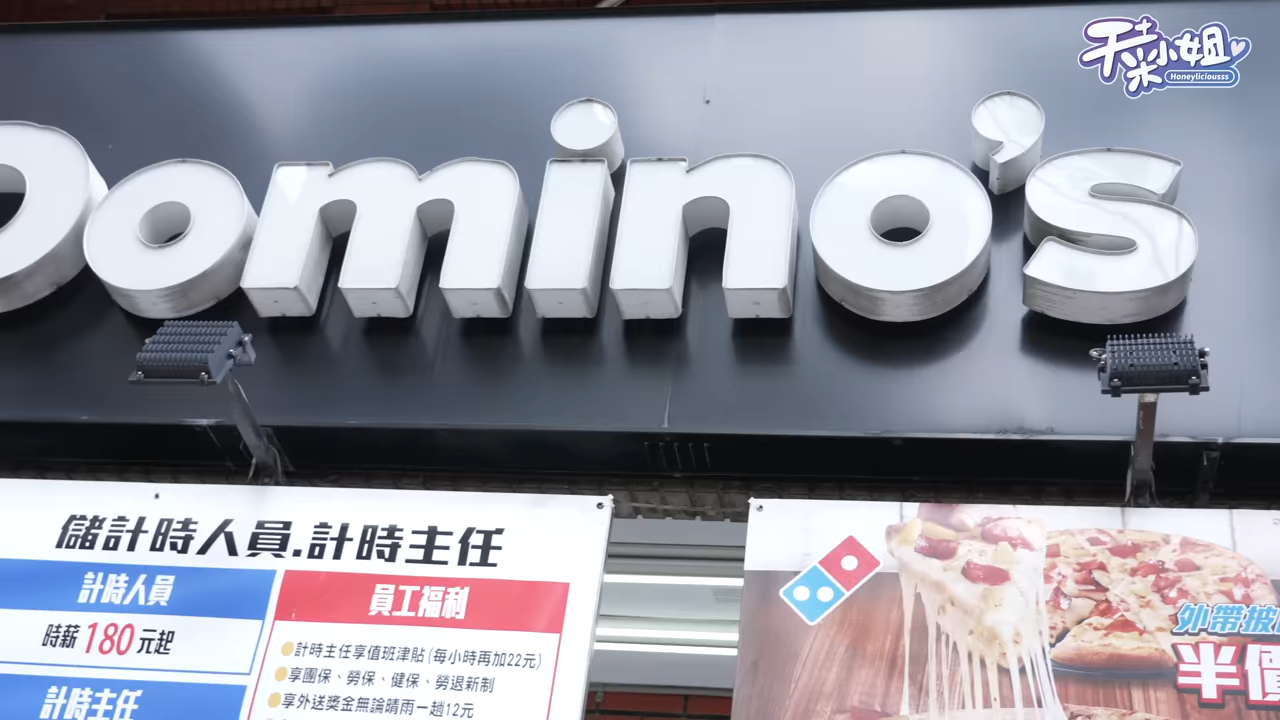 千菜小姐
Honeyliciousss
Domino's
儲計時人員.計時主任
計時人員
時薪180元起
計時主任
員工福利
計時主任享值班津貼(每小時再加22元)
享團保、勞保、健保、勞退新制
享外送獎金無論晴雨一趟12元
外帶披
半價